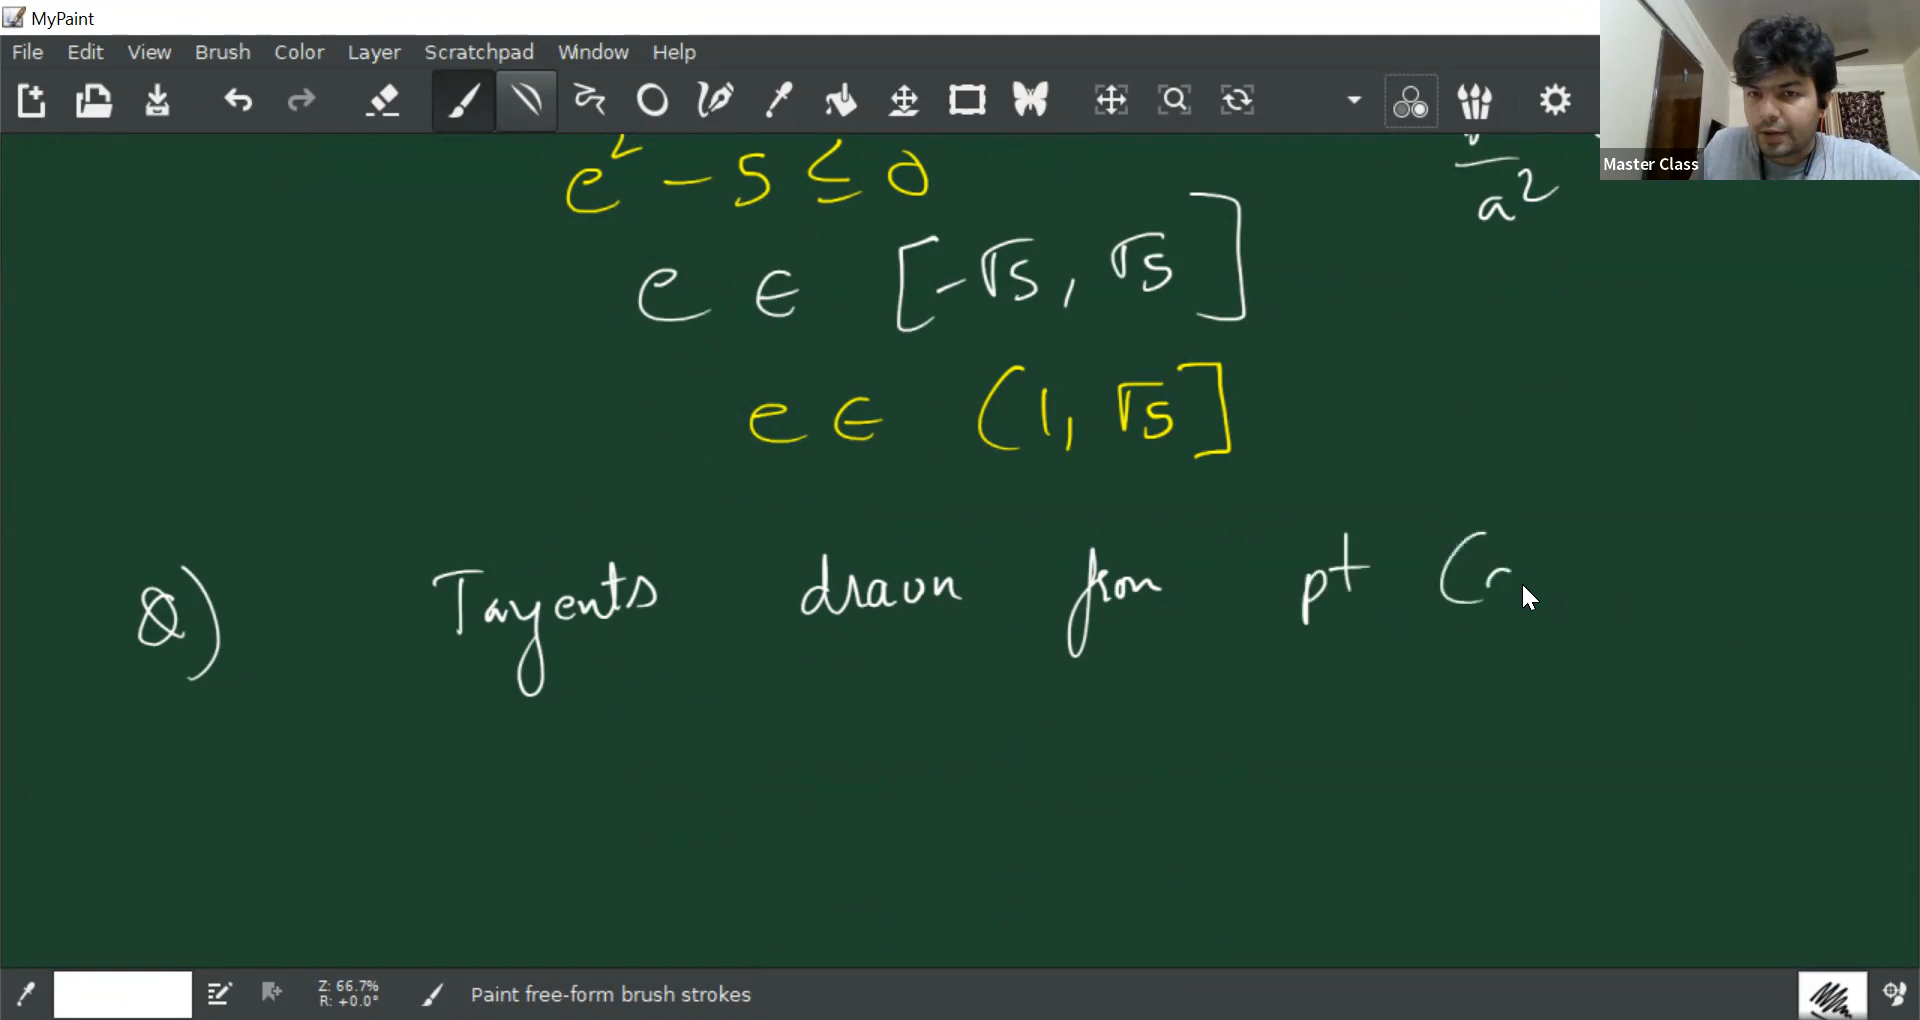 MyPaint
File Edit View Brush Color Layer Scratchpad Window Help
Master Class
e² - 5 ≤ 0
a²
e ∈ [-√5, √5]
e ∈ (1, √5]
Q) Tangents drawn from pt (
Z: 66.7%
R: +0.0°
Paint free-form brush strokes